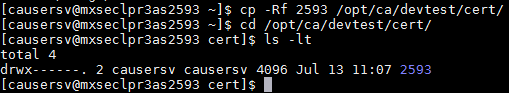 [causersv@mxseclpr3as2593 ~]$ cp -Rf 2593 /opt/ca/devtest/cert/
[causersv@mxseclpr3as2593 ~]$ cd /opt/ca/devtest/cert/
[causersv@mxseclpr3as2593 cert]$ ls -lt
total 4
drwx------. 2 causersv causersv 4096 Jul 13 11:07 2593
[causersv@mxseclpr3as2593 cert]$